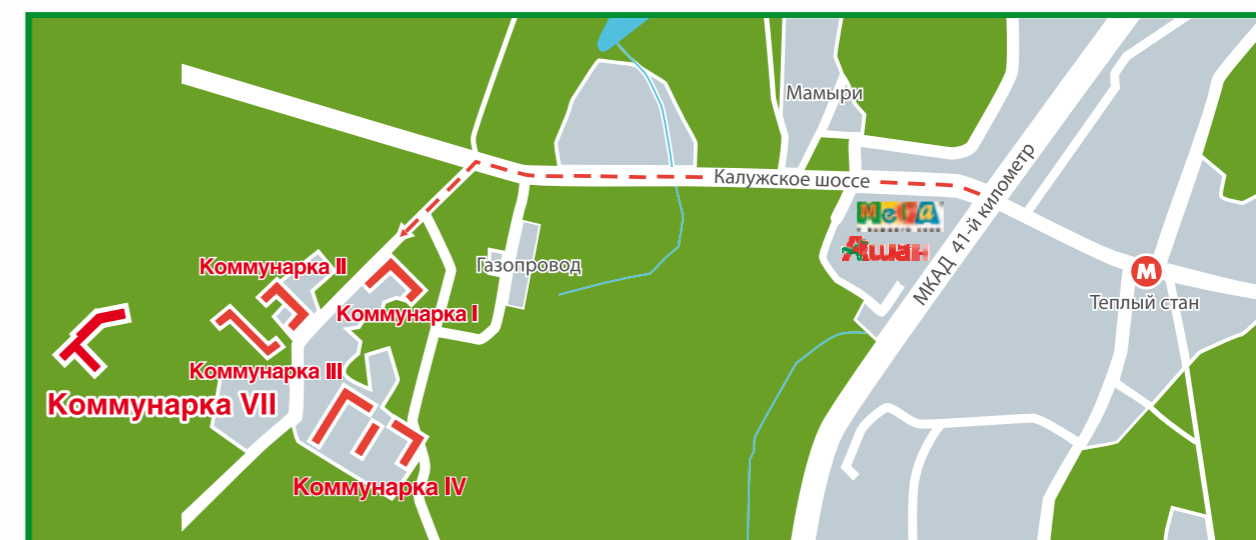 Мамыри
Калужское шоссе
МЕГА
Ашан
МКАД 41-й километр
М
Теплый стан
Газопровод
Коммунарка II
Коммунарка I
Коммунарка III
Коммунарка VII
Коммунарка IV